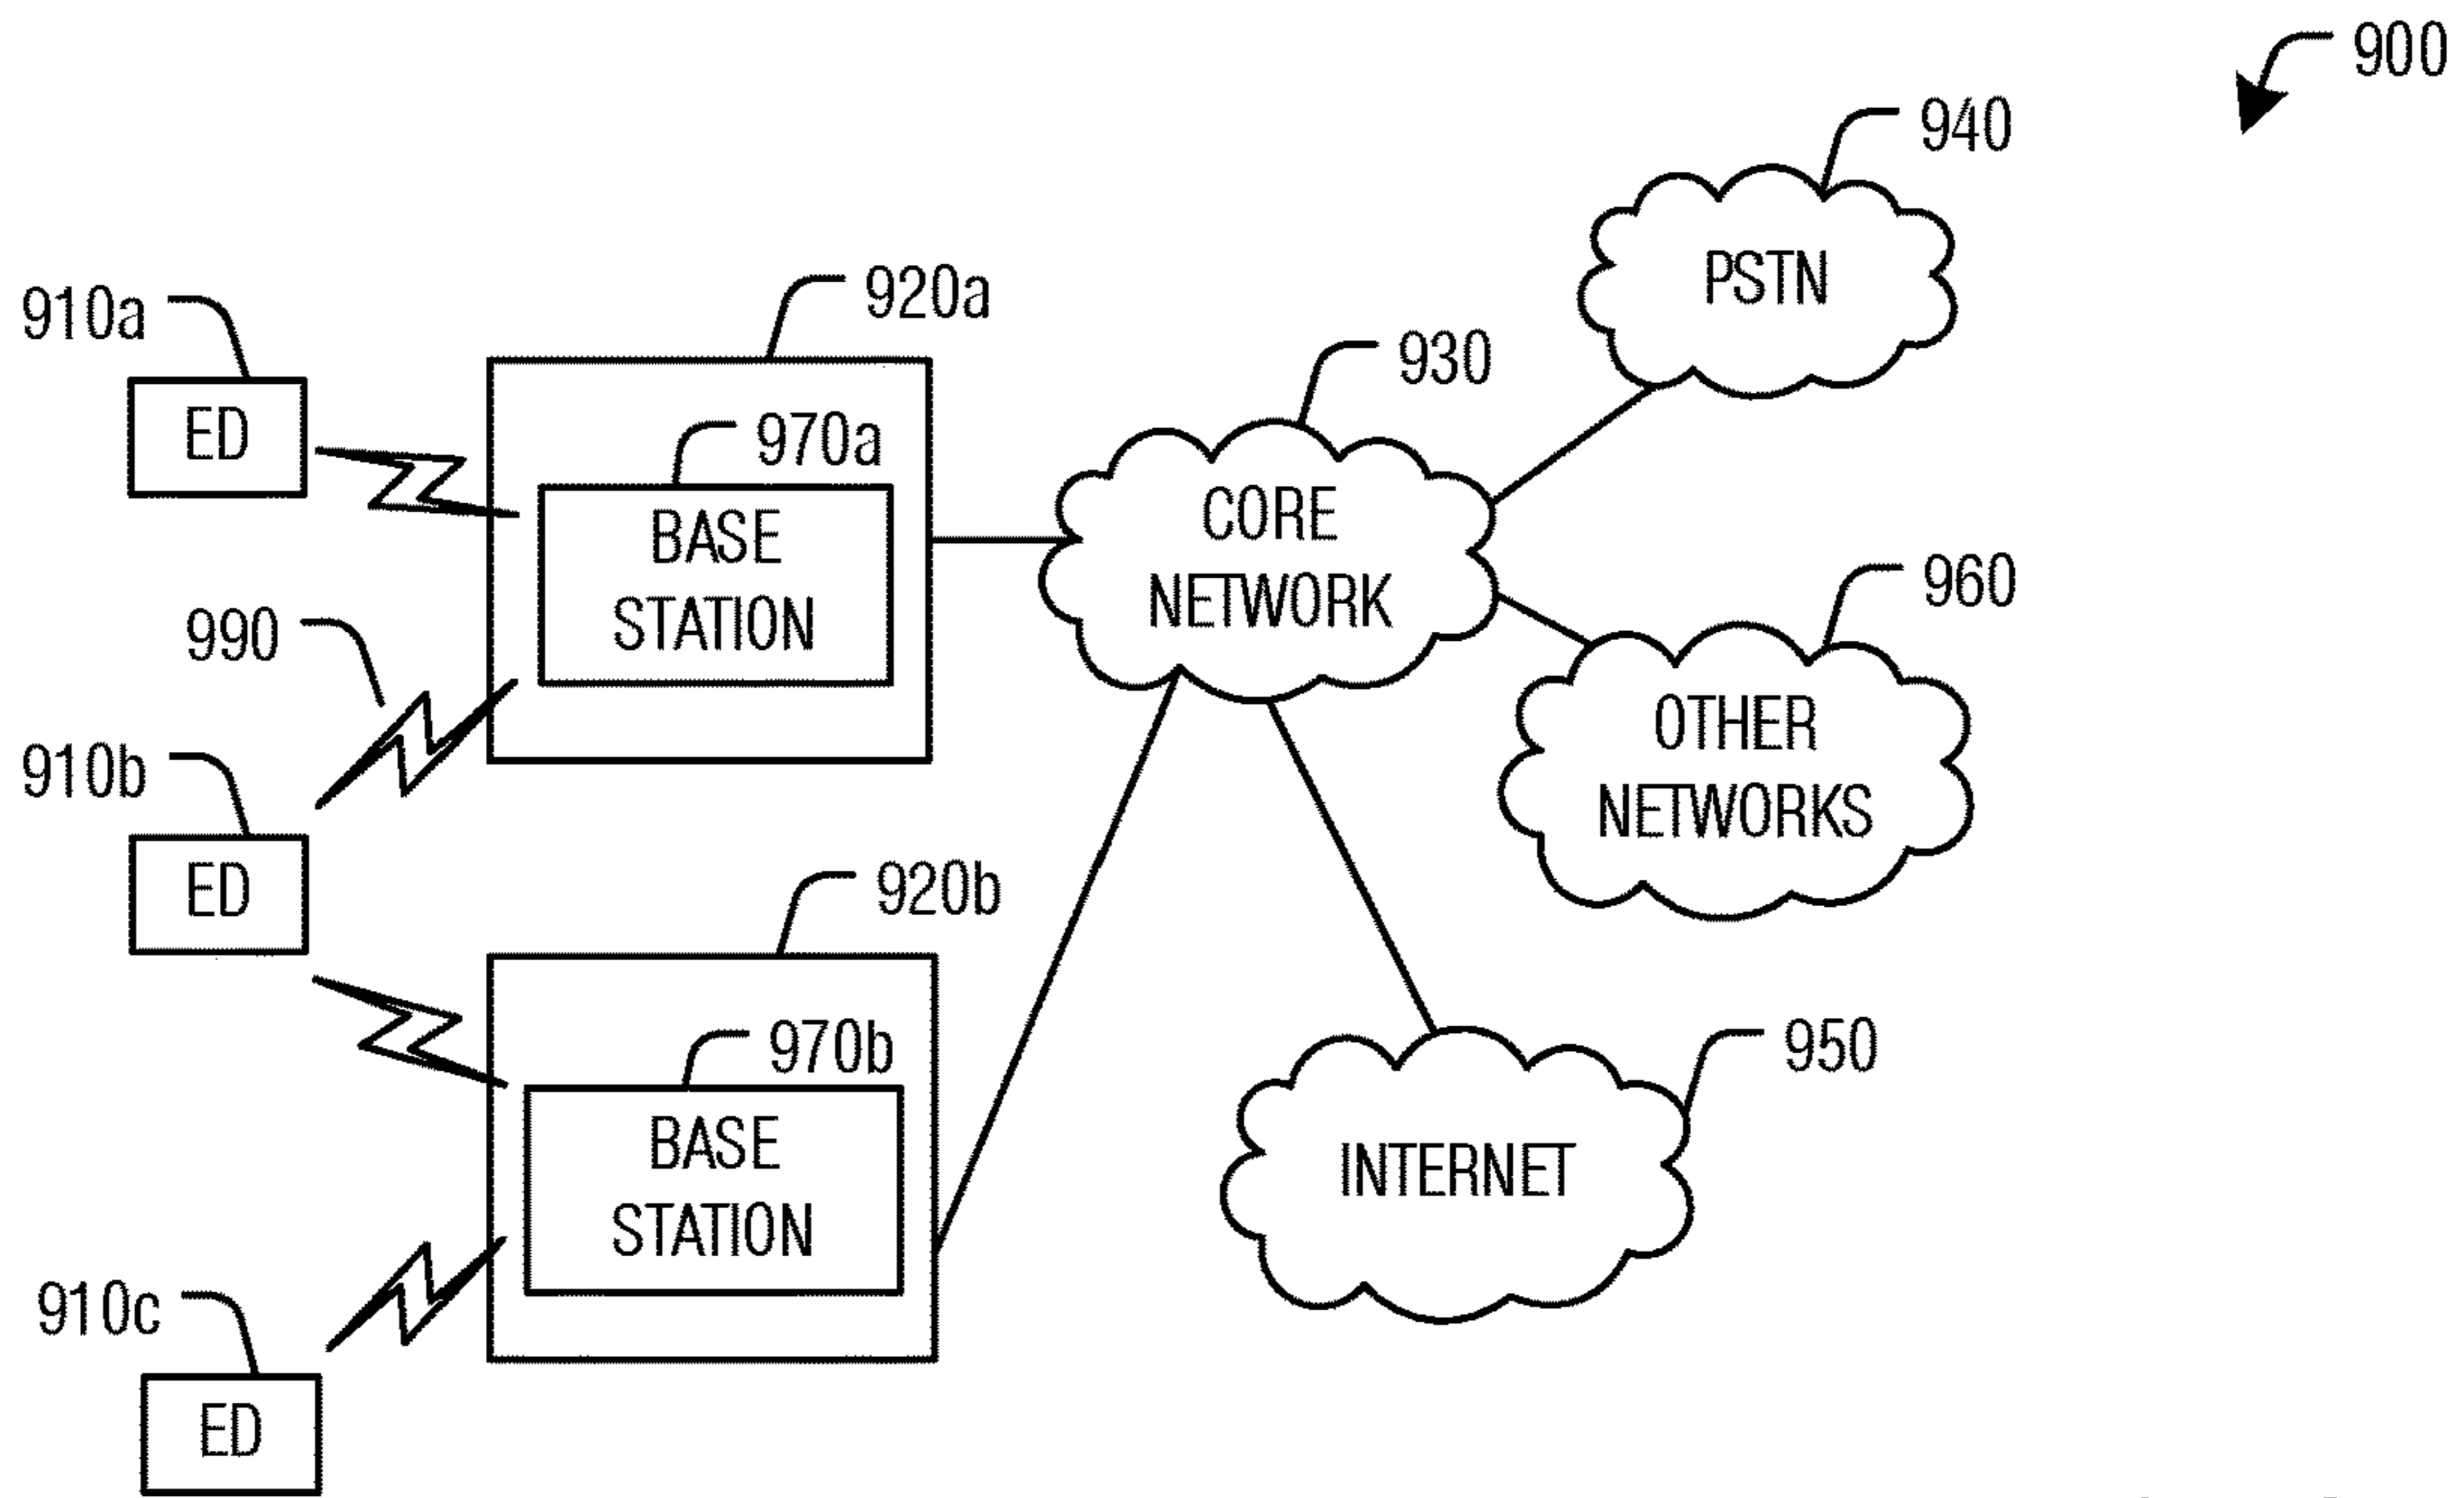 900
940
PSTN
910a
920a
930
ED
970a
BASE
STATION
CORE
NETWORK
990
960
OTHER
NETWORKS
910b
ED
920b
970b
BASE
STATION
950
INTERNET
910c
ED